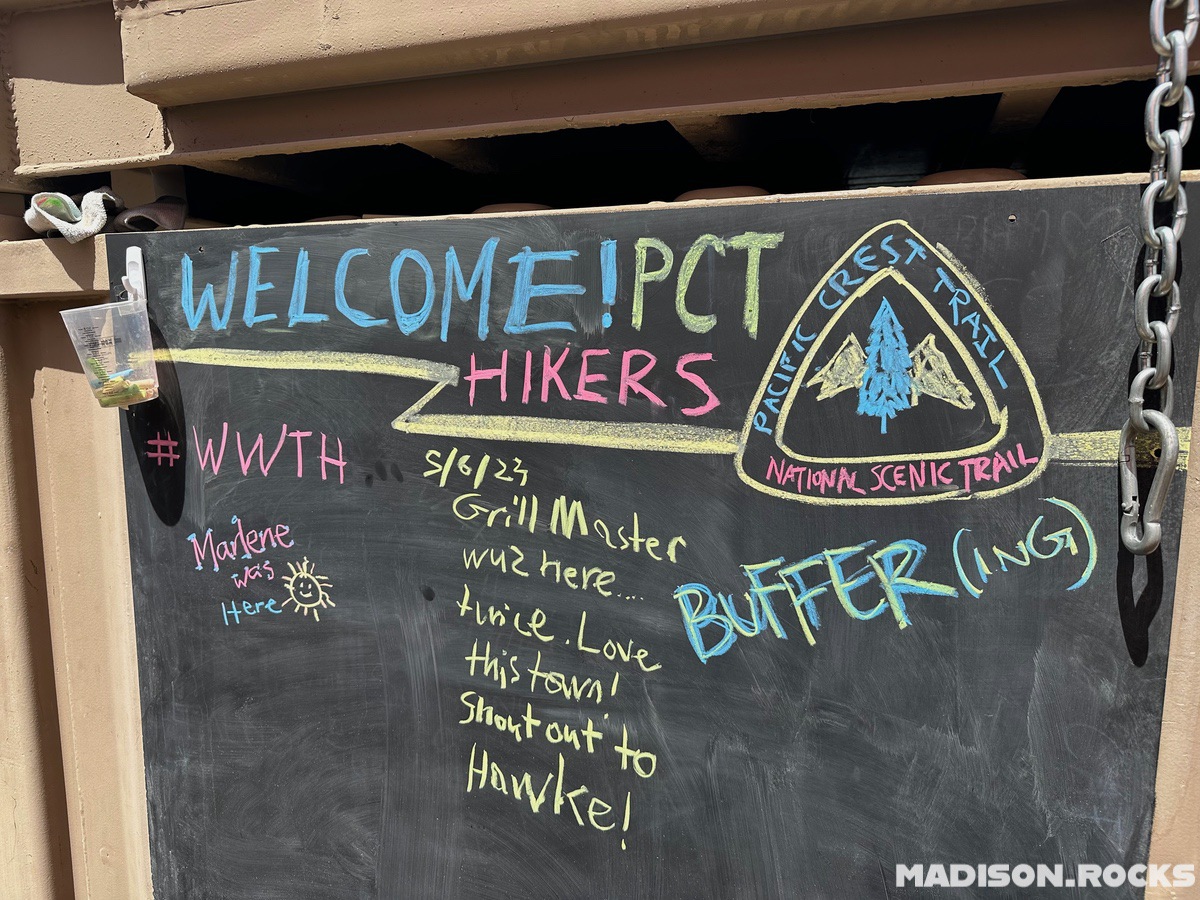 WELCOME! PCT
HIKERS
PACIFIC CREST TRAIL
NATIONAL SCENIC TRAIL
#WWTH...
Marlene
was
Here
5/6/23
Grill Master
wuz here....
twice. Love
this town!
Shout out to
Hawke!
BUFFER(ING)
MADISON.ROCKS